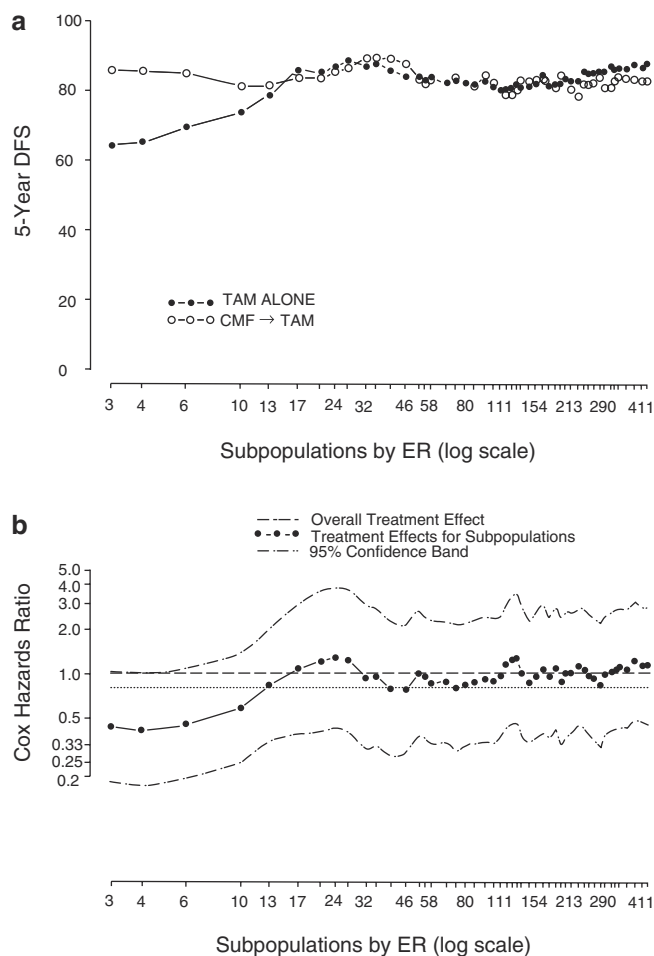 a
100
80
60
40
20
0
5-Year DFS
TAM ALONE
CMF → TAM
3 4 6 10 13 17 24 32 46 58 80 111 154 213 290 411
Subpopulations by ER (log scale)
b
Overall Treatment Effect
Treatment Effects for Subpopulations
95% Confidence Band
5.0
4.0
3.0
2.0
1.0
0.5
0.33
0.25
0.2
Cox Hazards Ratio
3 4 6 10 13 17 24 32 46 58 80 111 154 213 290 411
Subpopulations by ER (log scale)